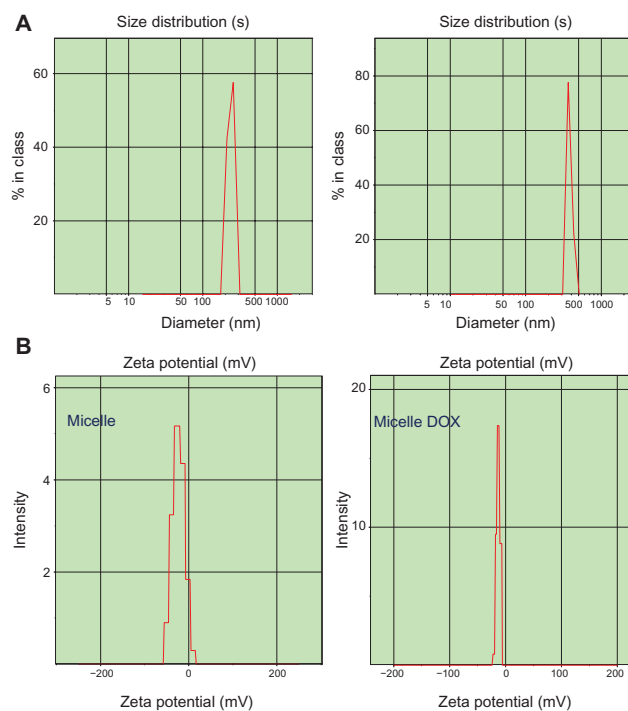 A
Size distribution (s)
% in class
60
40
20
5 10 50 100 500 1000
Diameter (nm)
Size distribution (s)
% in class
80
60
40
20
5 10 50 100 500 1000
Diameter (nm)
B
Zeta potential (mV)
Micelle
Intensity
6
4
2
−200 0 200
Zeta potential (mV)
Zeta potential (mV)
Micelle DOX
Intensity
20
10
−200 −100 0 100 200
Zeta potential (mV)